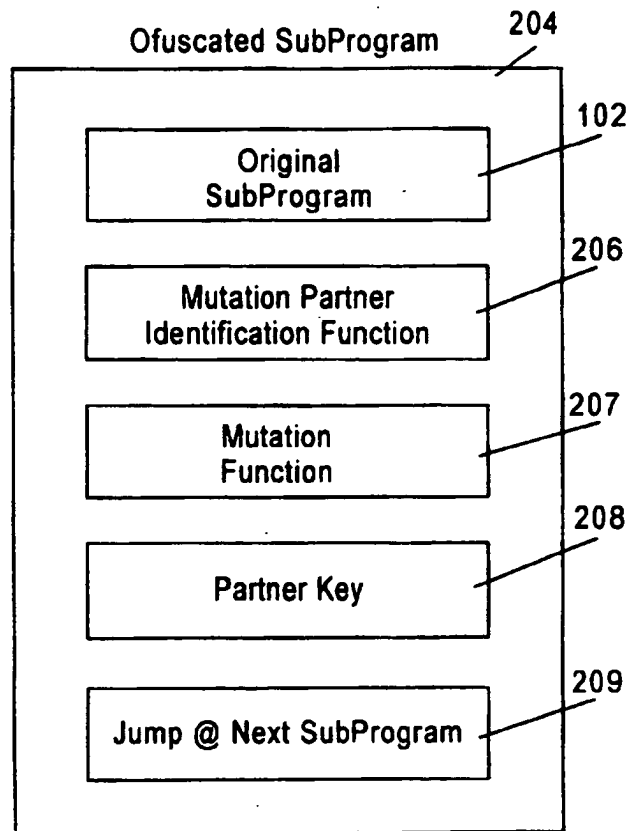 Ofuscated SubProgram
204
Original
SubProgram
102
Mutation Partner
Identification Function
206
Mutation
Function
207
Partner Key
208
Jump @ Next SubProgram
209